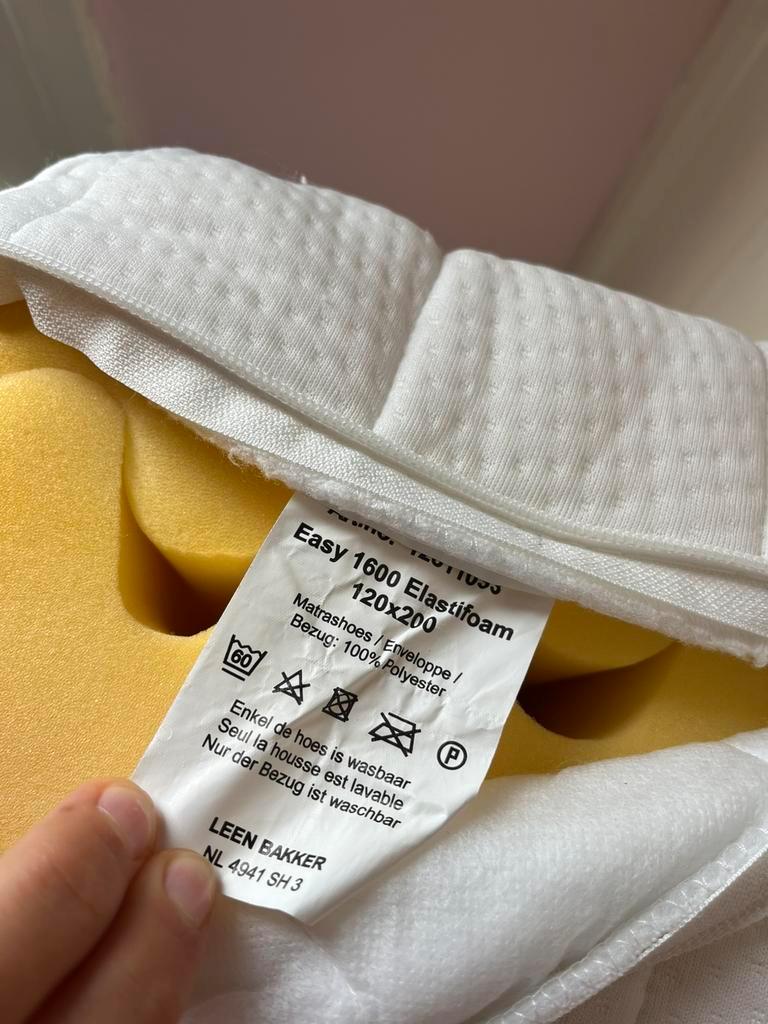 Easy 1600 Elastifoam
120x200
Matrashoes / Enveloppe /
Bezug: 100% Polyester
60
P
Enkel de hoes is wasbaar
Seul la housse est lavable
Nur der Bezug ist waschbar
LEEN BAKKER
NL 4941 SH 3